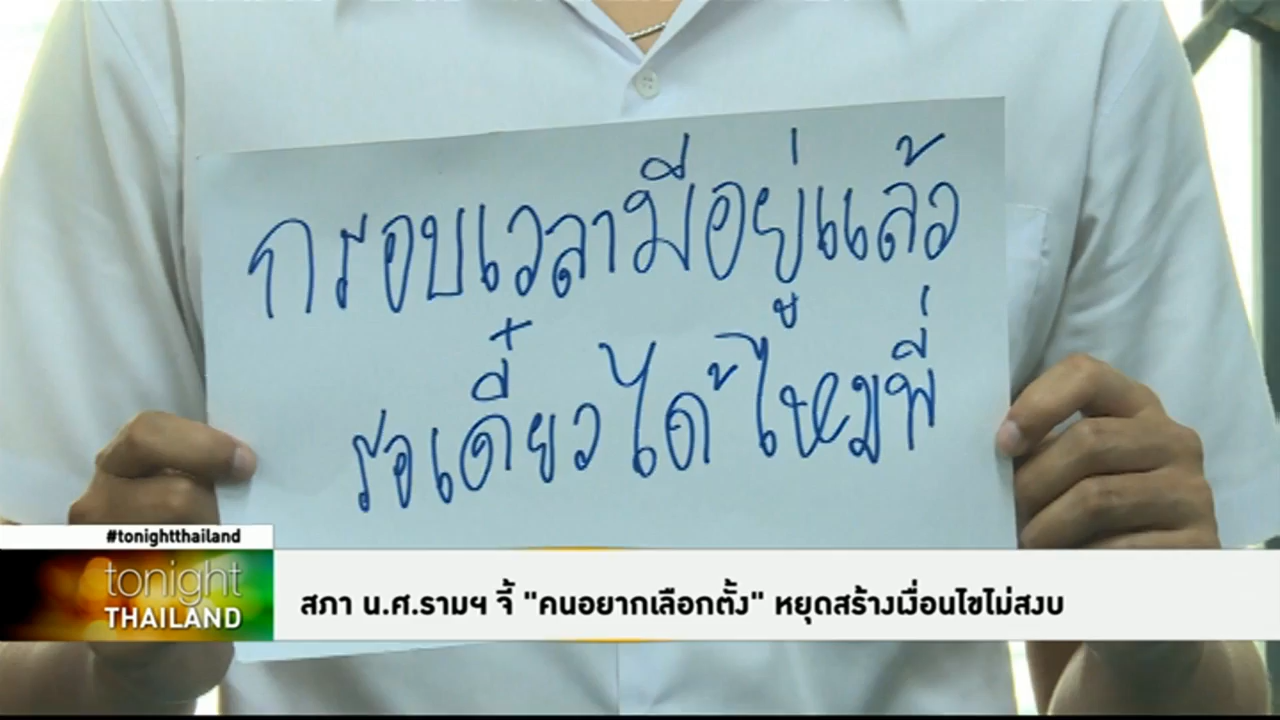 กรอบเวลามีอยู่แล้ว
รอเดี๋ยวได้ไหมพี่
#tonightthailand
tonight
THAILAND
สภา น.ศ.รามฯ จี้ "คนอยากเลือกตั้ง" หยุดสร้างเงื่อนไขไม่สงบ